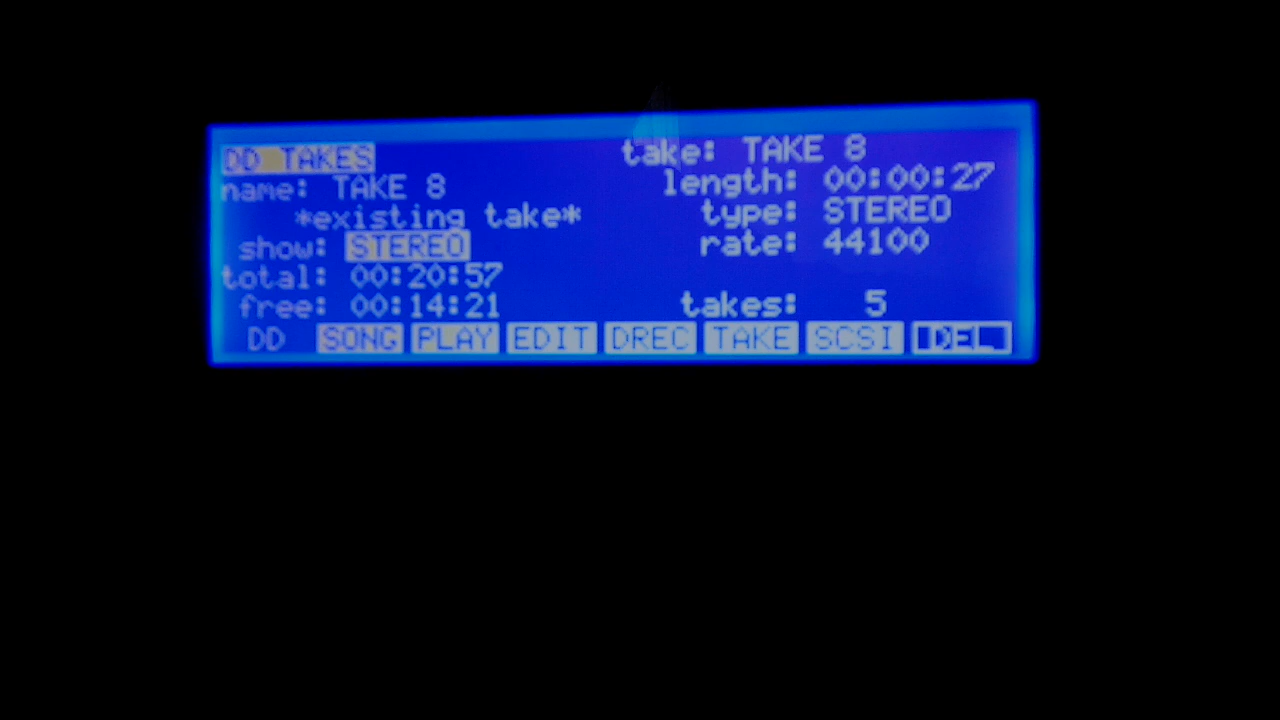 DD TAKES
take: TAKE 8
name: TAKE 8
length: 00:00:27
*existing take*
type: STEREO
show: STEREO
rate: 44100
total: 00:20:57
free: 00:14:21
takes: 5
DD SONG PLAY EDIT DREC TAKE SCSI DEL